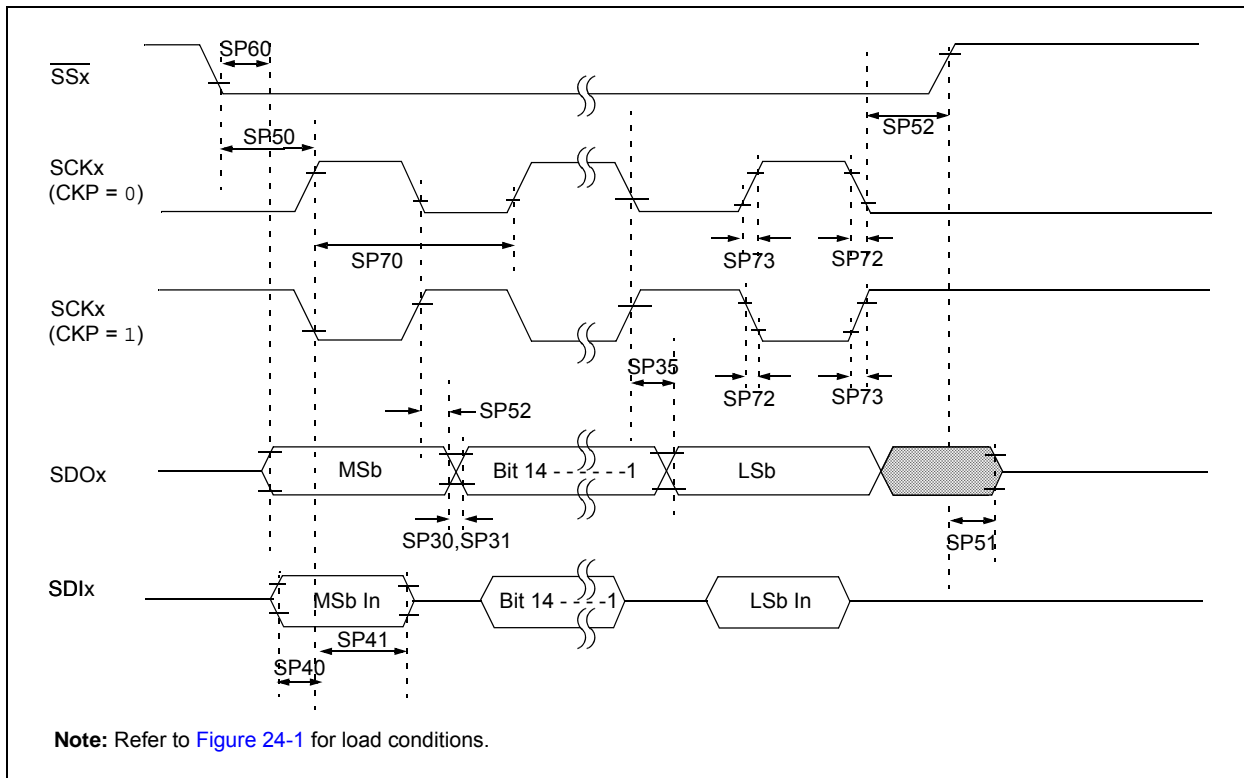 SP60
SSx
SP50
SP52
SCKx
(CKP = 0)
SP70
SP73
SP72
SCKx
(CKP = 1)
SP35
SP72
SP73
SP52
SDOx
MSb
Bit 14 - - - - - -1
LSb
SP30,SP31
SP51
SDIx
MSb In
Bit 14 - - - - -1
LSb In
SP41
SP40
Note: Refer to Figure 24-1 for load conditions.